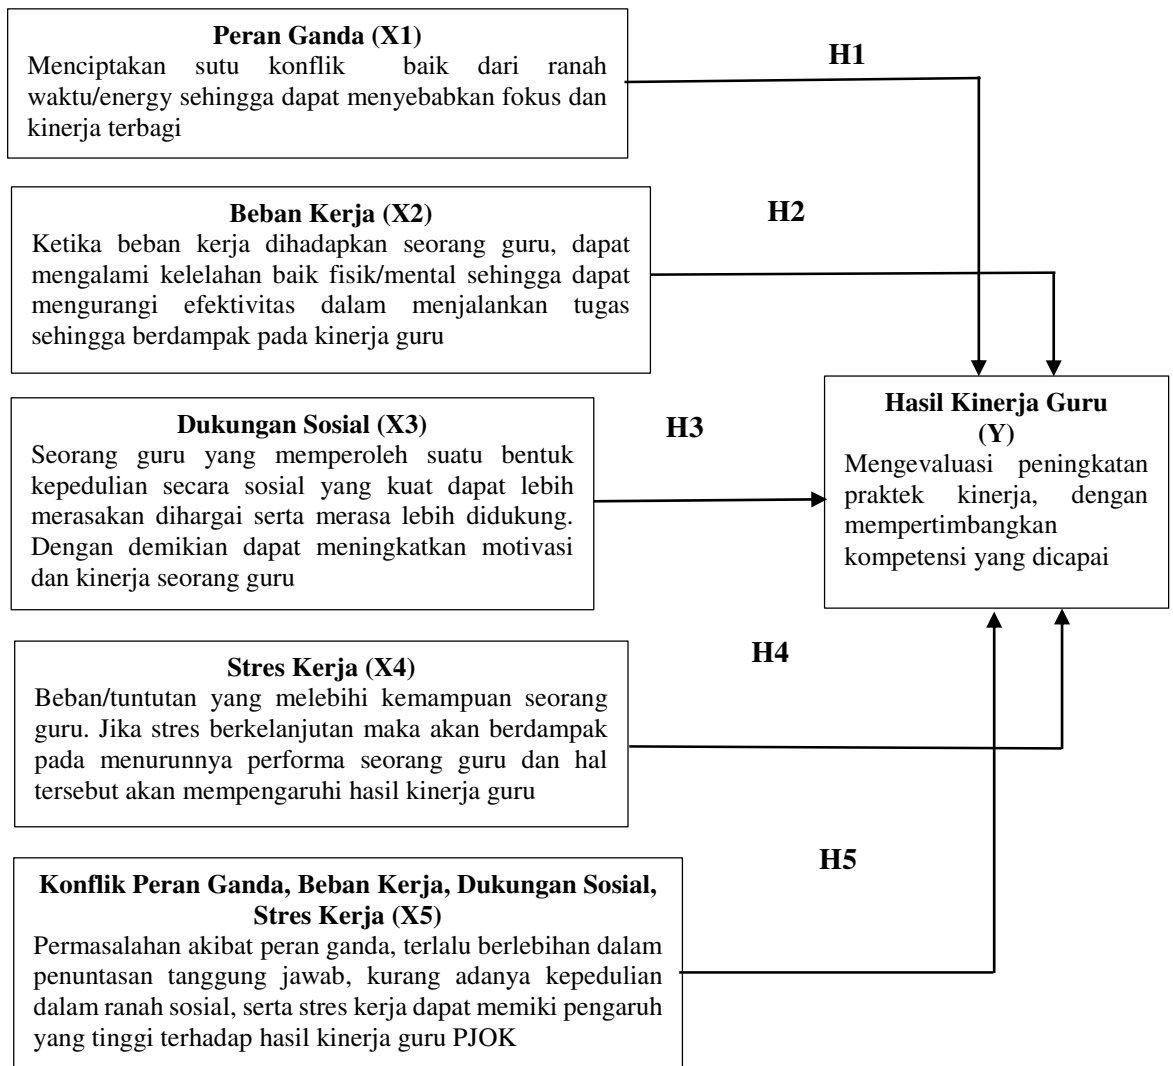 Peran Ganda (X1)
Menciptakan sutu konflik baik dari ranah
waktu/energy sehingga dapat menyebabkan fokus dan
kinerja terbagi
H1
Beban Kerja (X2)
Ketika beban kerja dihadapkan seorang guru, dapat
mengalami kelelahan baik fisik/mental sehingga dapat
mengurangi efektivitas dalam menjalankan tugas
sehingga berdampak pada kinerja guru
H2
Dukungan Sosial (X3)
Seorang guru yang memperoleh suatu bentuk
kepedulian secara sosial yang kuat dapat lebih
merasakan dihargai serta merasa lebih didukung.
Dengan demikian dapat meningkatkan motivasi
dan kinerja seorang guru
H3
Hasil Kinerja Guru
(Y)
Mengevaluasi peningkatan
praktek kinerja, dengan
mempertimbangkan
kompetensi yang dicapai
Stres Kerja (X4)
Beban/tuntutan yang melebihi kemampuan seorang
guru. Jika stres berkelanjutan maka akan berdampak
pada menurunnya performa seorang guru dan hal
tersebut akan mempengaruhi hasil kinerja guru
H4
Konflik Peran Ganda, Beban Kerja, Dukungan Sosial,
Stres Kerja (X5)
Permasalahan akibat peran ganda, terlalu berlebihan dalam
penuntasan tanggung jawab, kurang adanya kepedulian
dalam ranah sosial, serta stres kerja dapat memiki pengaruh
yang tinggi terhadap hasil kinerja guru PJOK
H5